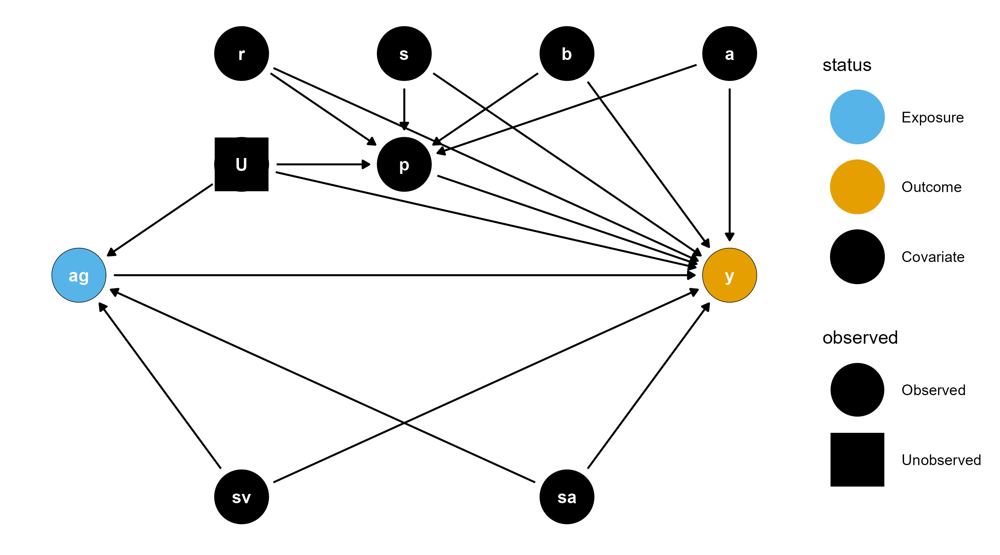 r
s
b
a
U
p
ag
y
sv
sa
status
Exposure
Outcome
Covariate
observed
Observed
Unobserved